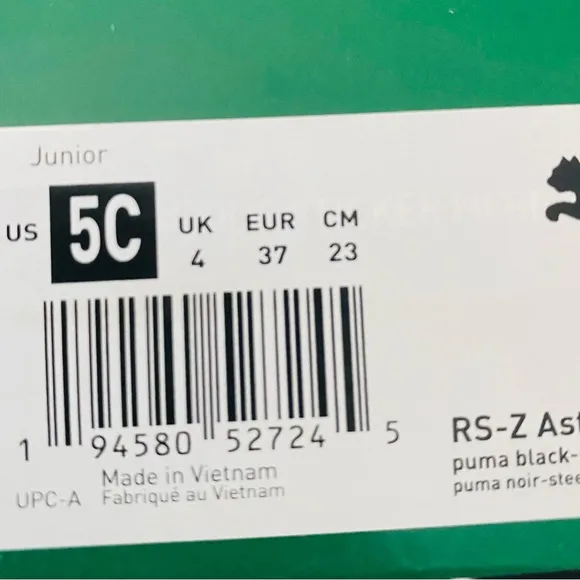 Junior
US 5C UK 4 EUR 37 CM 23
1 94580 52724 5
Made in Vietnam
UPC-A Fabriqué au Vietnam
RS-Z Ast
puma black-
puma noir-stee